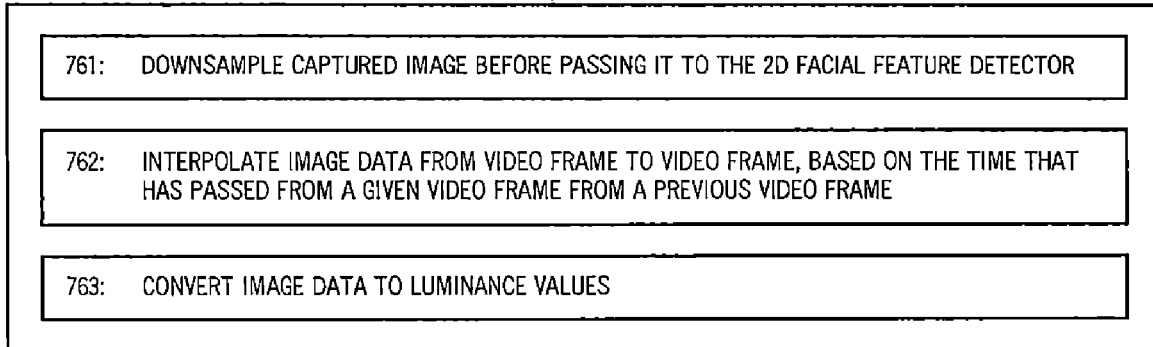 761: DOWNSAMPLE CAPTURED IMAGE BEFORE PASSING IT TO THE 2D FACIAL FEATURE DETECTOR
762: INTERPOLATE IMAGE DATA FROM VIDEO FRAME TO VIDEO FRAME, BASED ON THE TIME THAT
HAS PASSED FROM A GIVEN VIDEO FRAME FROM A PREVIOUS VIDEO FRAME
763: CONVERT IMAGE DATA TO LUMINANCE VALUES